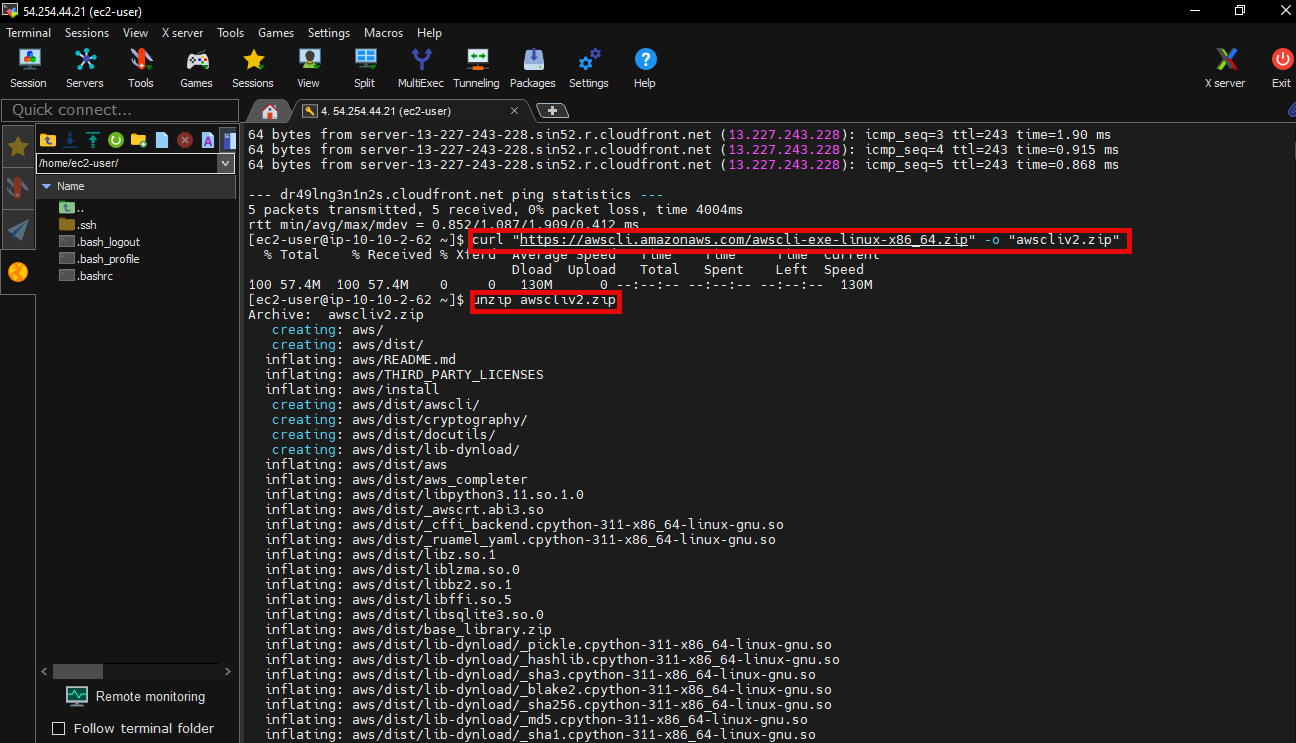 54.254.44.21 (ec2-user)
Terminal Sessions View X server Tools Games Settings Macros Help
Session Servers Tools Games Sessions View Split MultiExec Tunneling Packages Settings Help X server Exit
Quick connect...
4. 54.254.44.21 (ec2-user)
/home/ec2-user/
Name
..
.ssh
.bash_logout
.bash_profile
.bashrc
Remote monitoring
Follow terminal folder
64 bytes from server-13-227-243-228.sin52.r.cloudfront.net (13.227.243.228): icmp_seq=3 ttl=243 time=1.90 ms
64 bytes from server-13-227-243-228.sin52.r.cloudfront.net (13.227.243.228): icmp_seq=4 ttl=243 time=0.915 ms
64 bytes from server-13-227-243-228.sin52.r.cloudfront.net (13.227.243.228): icmp_seq=5 ttl=243 time=0.868 ms
--- dr49lng3n1n2s.cloudfront.net ping statistics ---
5 packets transmitted, 5 received, 0% packet loss, time 4004ms
rtt min/avg/max/mdev = 0.852/1.087/1.909/0.412 ms
[ec2-user@ip-10-10-2-62 ~]$ curl "https://awscli.amazonaws.com/awscli-exe-linux-x86_64.zip" -o "awscliv2.zip"
% Total % Received % Xferd Average Speed Time Time Time Current
Dload Upload Total Spent Left Speed
100 57.4M 100 57.4M 0 0 130M 0 --:--:-- --:--:-- --:--:-- 130M
[ec2-user@ip-10-10-2-62 ~]$ unzip awscliv2.zip
Archive: awscliv2.zip
creating: aws/
creating: aws/dist/
inflating: aws/README.md
inflating: aws/THIRD_PARTY_LICENSES
inflating: aws/install
creating: aws/dist/awscli/
creating: aws/dist/cryptography/
creating: aws/dist/docutils/
creating: aws/dist/lib-dynload/
inflating: aws/dist/aws
inflating: aws/dist/aws_completer
inflating: aws/dist/libpython3.11.so.1.0
inflating: aws/dist/_awscrt.abi3.so
inflating: aws/dist/_cffi_backend.cpython-311-x86_64-linux-gnu.so
inflating: aws/dist/_ruamel_yaml.cpython-311-x86_64-linux-gnu.so
inflating: aws/dist/libz.so.1
inflating: aws/dist/liblzma.so.0
inflating: aws/dist/libbz2.so.1
inflating: aws/dist/libffi.so.5
inflating: aws/dist/libsqlite3.so.0
inflating: aws/dist/base_library.zip
inflating: aws/dist/lib-dynload/_pickle.cpython-311-x86_64-linux-gnu.so
inflating: aws/dist/lib-dynload/_hashlib.cpython-311-x86_64-linux-gnu.so
inflating: aws/dist/lib-dynload/_sha3.cpython-311-x86_64-linux-gnu.so
inflating: aws/dist/lib-dynload/_blake2.cpython-311-x86_64-linux-gnu.so
inflating: aws/dist/lib-dynload/_sha256.cpython-311-x86_64-linux-gnu.so
inflating: aws/dist/lib-dynload/_md5.cpython-311-x86_64-linux-gnu.so
inflating: aws/dist/lib-dynload/_sha1.cpython-311-x86_64-linux-gnu.so